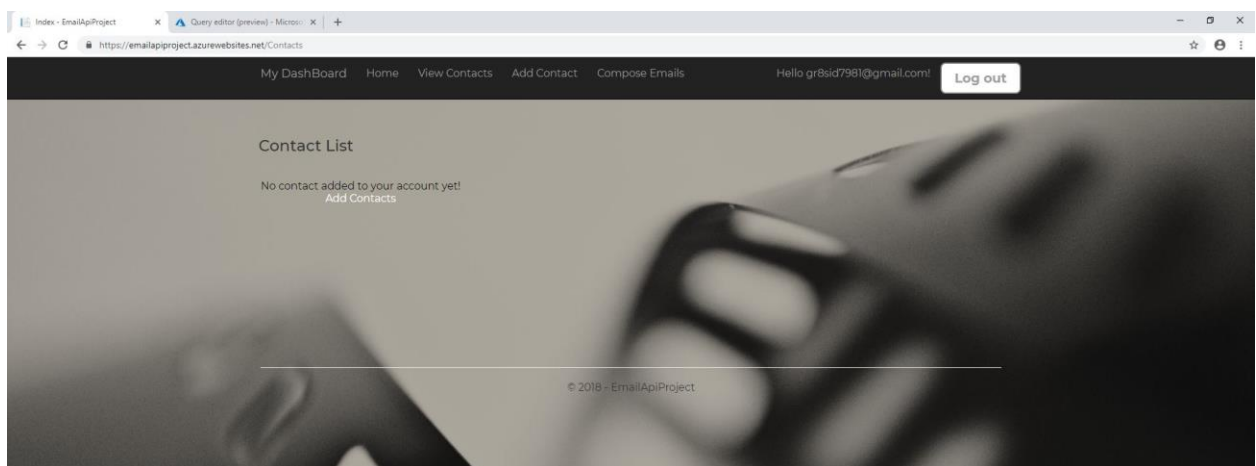 Index - EmailApiProject
Query editor (preview) - Microso
https://emailapiproject.azurewebsites.net/Contacts
My DashBoard Home View Contacts Add Contact Compose Emails Hello gr8sid7981@gmail.com! Log out
Contact List
No contact added to your account yet!
Add Contacts
© 2018 - EmailApiProject